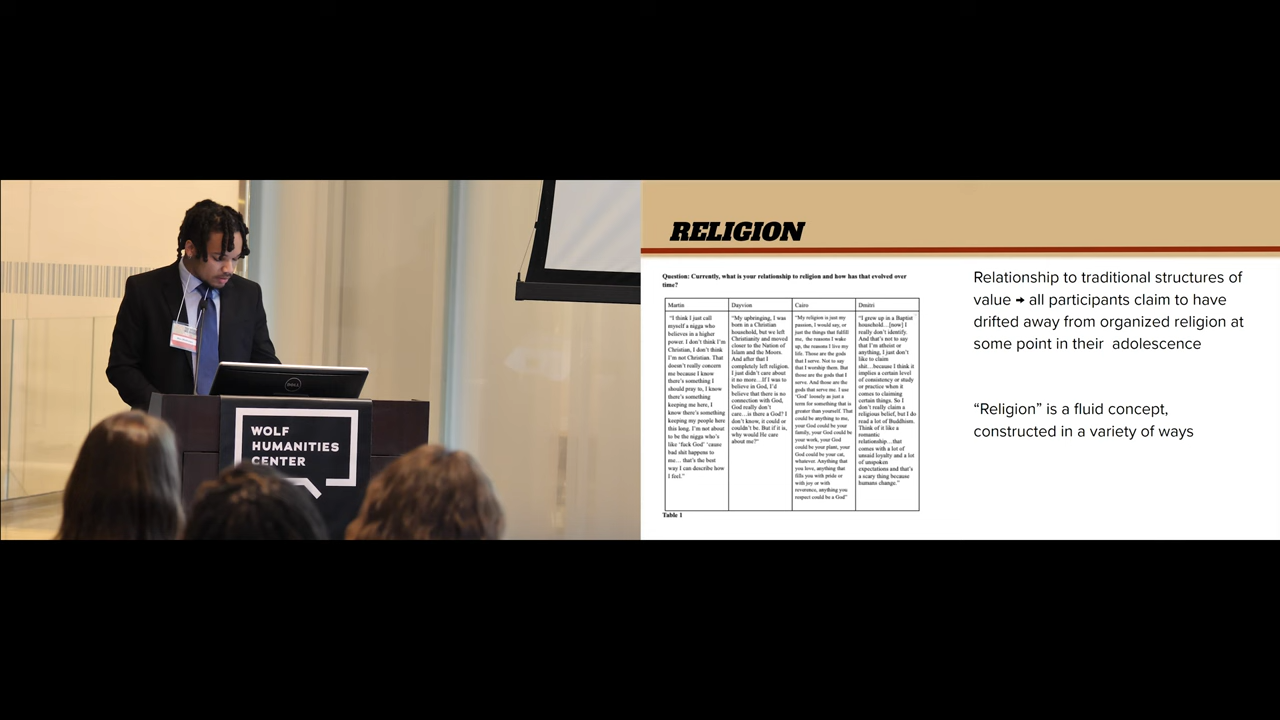 WOLF
HUMANITIES
CENTER
DELL
RELIGION
Question: Currently, what is your relationship to religion and how has that evolved over
time?
Martin
"I think I just call
myself a nigga who
believes in a higher
power. I don't think I'm
Christian, I don't think
I'm not Christian. That
doesn't really concern
me because I know
there's something I
should pray to, I know
there's something
keeping me here, I
know there's something
keeping my people here
this long. I'm not about
to be the nigga who's
like 'fuck God' 'cause
bad shit happens to
me… that's the best
way I can describe how
I feel."
Dayvion
"My upbringing, I was
born in a Christian
household, but we left
Christianity and moved
closer to the Nation of
Islam and the Moors.
And after that I
completely left religion.
I just didn't care about
it no more…If I was to
believe in God, I'd
believe that there is no
connection with God,
God really don't
care…is there a God? I
don't know, it could or
couldn't be. But if it is,
why would He care
about me?"
Cairo
"My religion is just my
passion, I would say, or
just the things that fulfill
me, the reasons I wake
up, the reasons I live my
life. Those are the gods
that I serve. Not to say
that I worship them. But
those are the gods that I
serve. And those are the
gods that serve me. I use
'God' loosely as just a
term for something that is
greater than yourself. That
could be anything to me,
your God could be your
family, your God could be
your work, your God
could be your plant, your
God could be your cat,
whatever. Anything that
you love, anything that
fills you with pride or
with joy or with
reverence, anything you
respect could be a God"
Dmitri
"I grew up in a Baptist
household…[now] I
really don't identify.
And that's not to say
that I'm atheist or
anything, I just don't
like to claim
shit…because I think it
implies a certain level
of consistency or study
or practice when it
comes to claiming
certain things. So I
don't really claim a
religious belief, but I do
read a lot of Buddhism.
Think of it like a
romantic
relationship…that
comes with a lot of
unsaid loyalty and a lot
of unspoken
expectations and that's
a scary thing because
humans change."
Table 1
Relationship to traditional structures of
value → all participants claim to have
drifted away from organized religion at
some point in their adolescence
"Religion" is a fluid concept,
constructed in a variety of ways